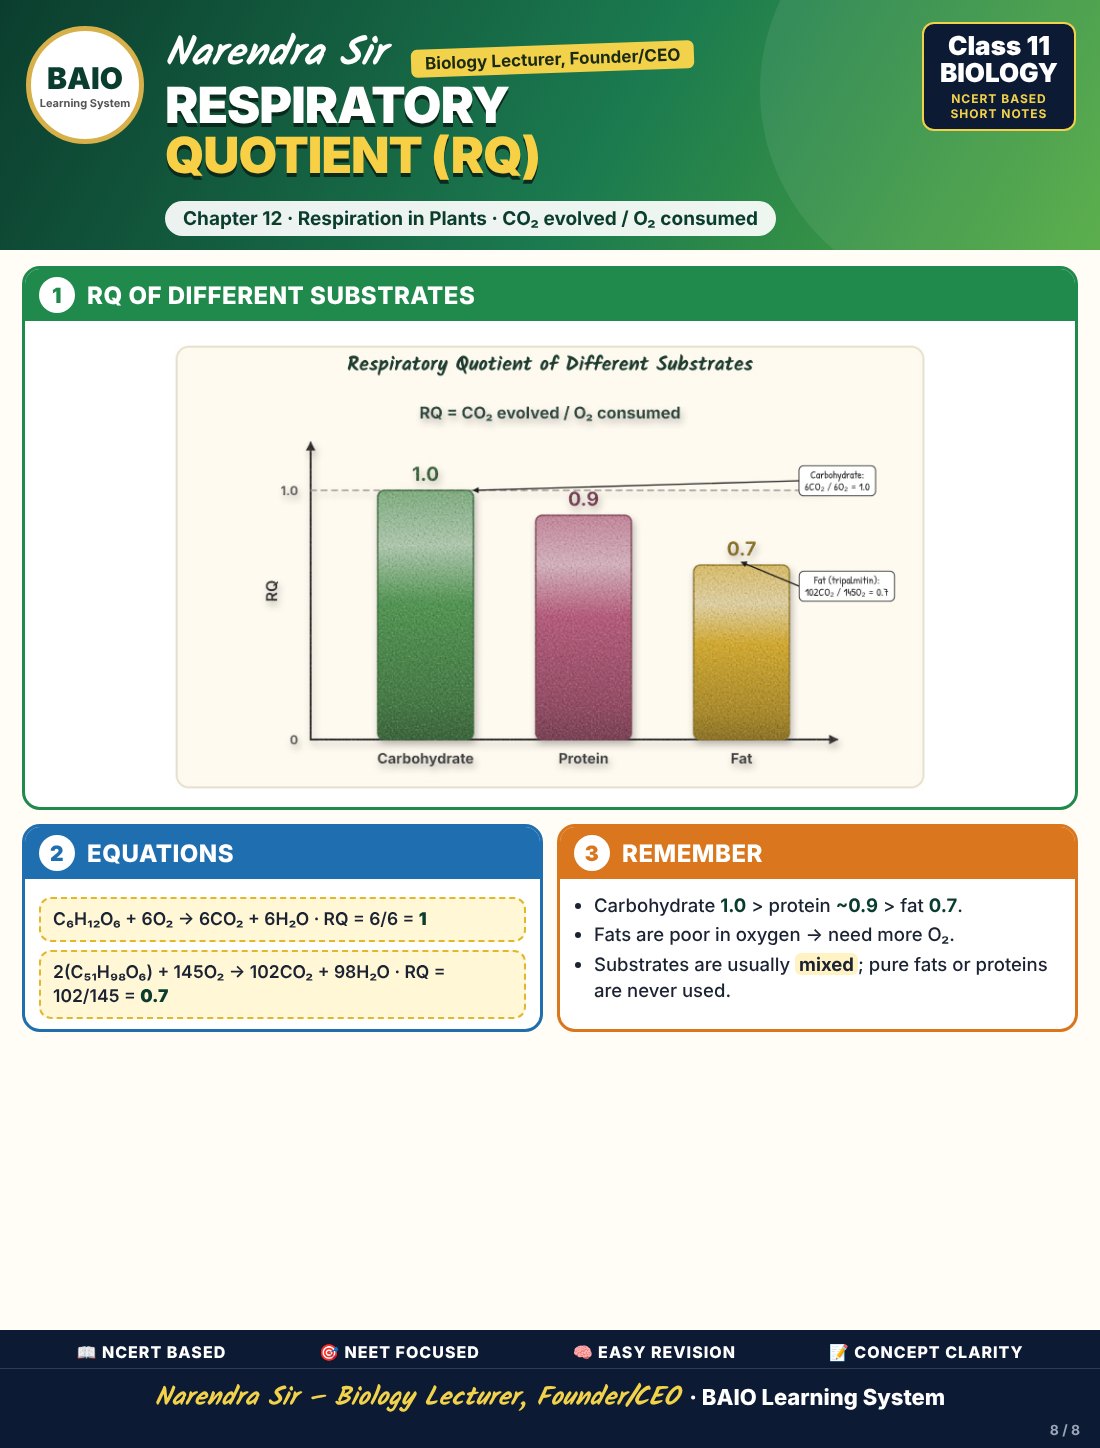 BAIO
Learning System
Narendra Sir
Biology Lecturer, Founder/CEO
RESPIRATORY
QUOTIENT (RQ)
Chapter 12 · Respiration in Plants · CO₂ evolved / O₂ consumed
Class 11
BIOLOGY
NCERT BASED
SHORT NOTES
1 RQ OF DIFFERENT SUBSTRATES
Respiratory Quotient of Different Substrates
RQ = CO₂ evolved / O₂ consumed
1.0
Carbohydrate:
6CO₂ / 6O₂ = 1.0
1.0
0.9
0.7
Fat (tripalmitin):
102CO₂ / 145O₂ = 0.7
RQ
0
Carbohydrate
Protein
Fat
2 EQUATIONS
C₆H₁₂O₆ + 6O₂ → 6CO₂ + 6H₂O · RQ = 6/6 = 1
2(C₅₁H₉₈O₆) + 145O₂ → 102CO₂ + 98H₂O · RQ =
102/145 = 0.7
3 REMEMBER
• Carbohydrate 1.0 > protein ~0.9 > fat 0.7.
• Fats are poor in oxygen → need more O₂.
• Substrates are usually mixed; pure fats or proteins
are never used.
📖 NCERT BASED
🎯 NEET FOCUSED
🧠 EASY REVISION
📝 CONCEPT CLARITY
Narendra Sir – Biology Lecturer, Founder/CEO · BAIO Learning System
8 / 8